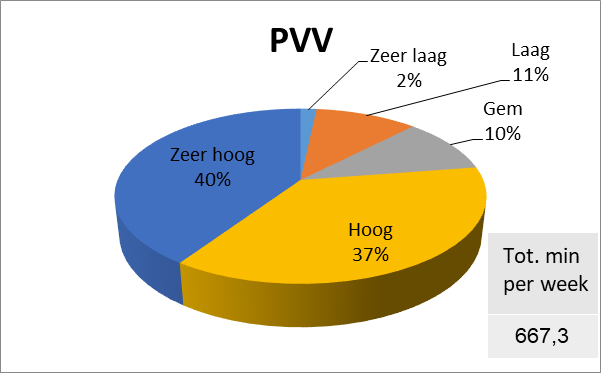 PVV
Zeer laag
2%
Laag
11%
Gem
10%
Zeer hoog
40%
Hoog
37%
Tot. min
per week
667,3